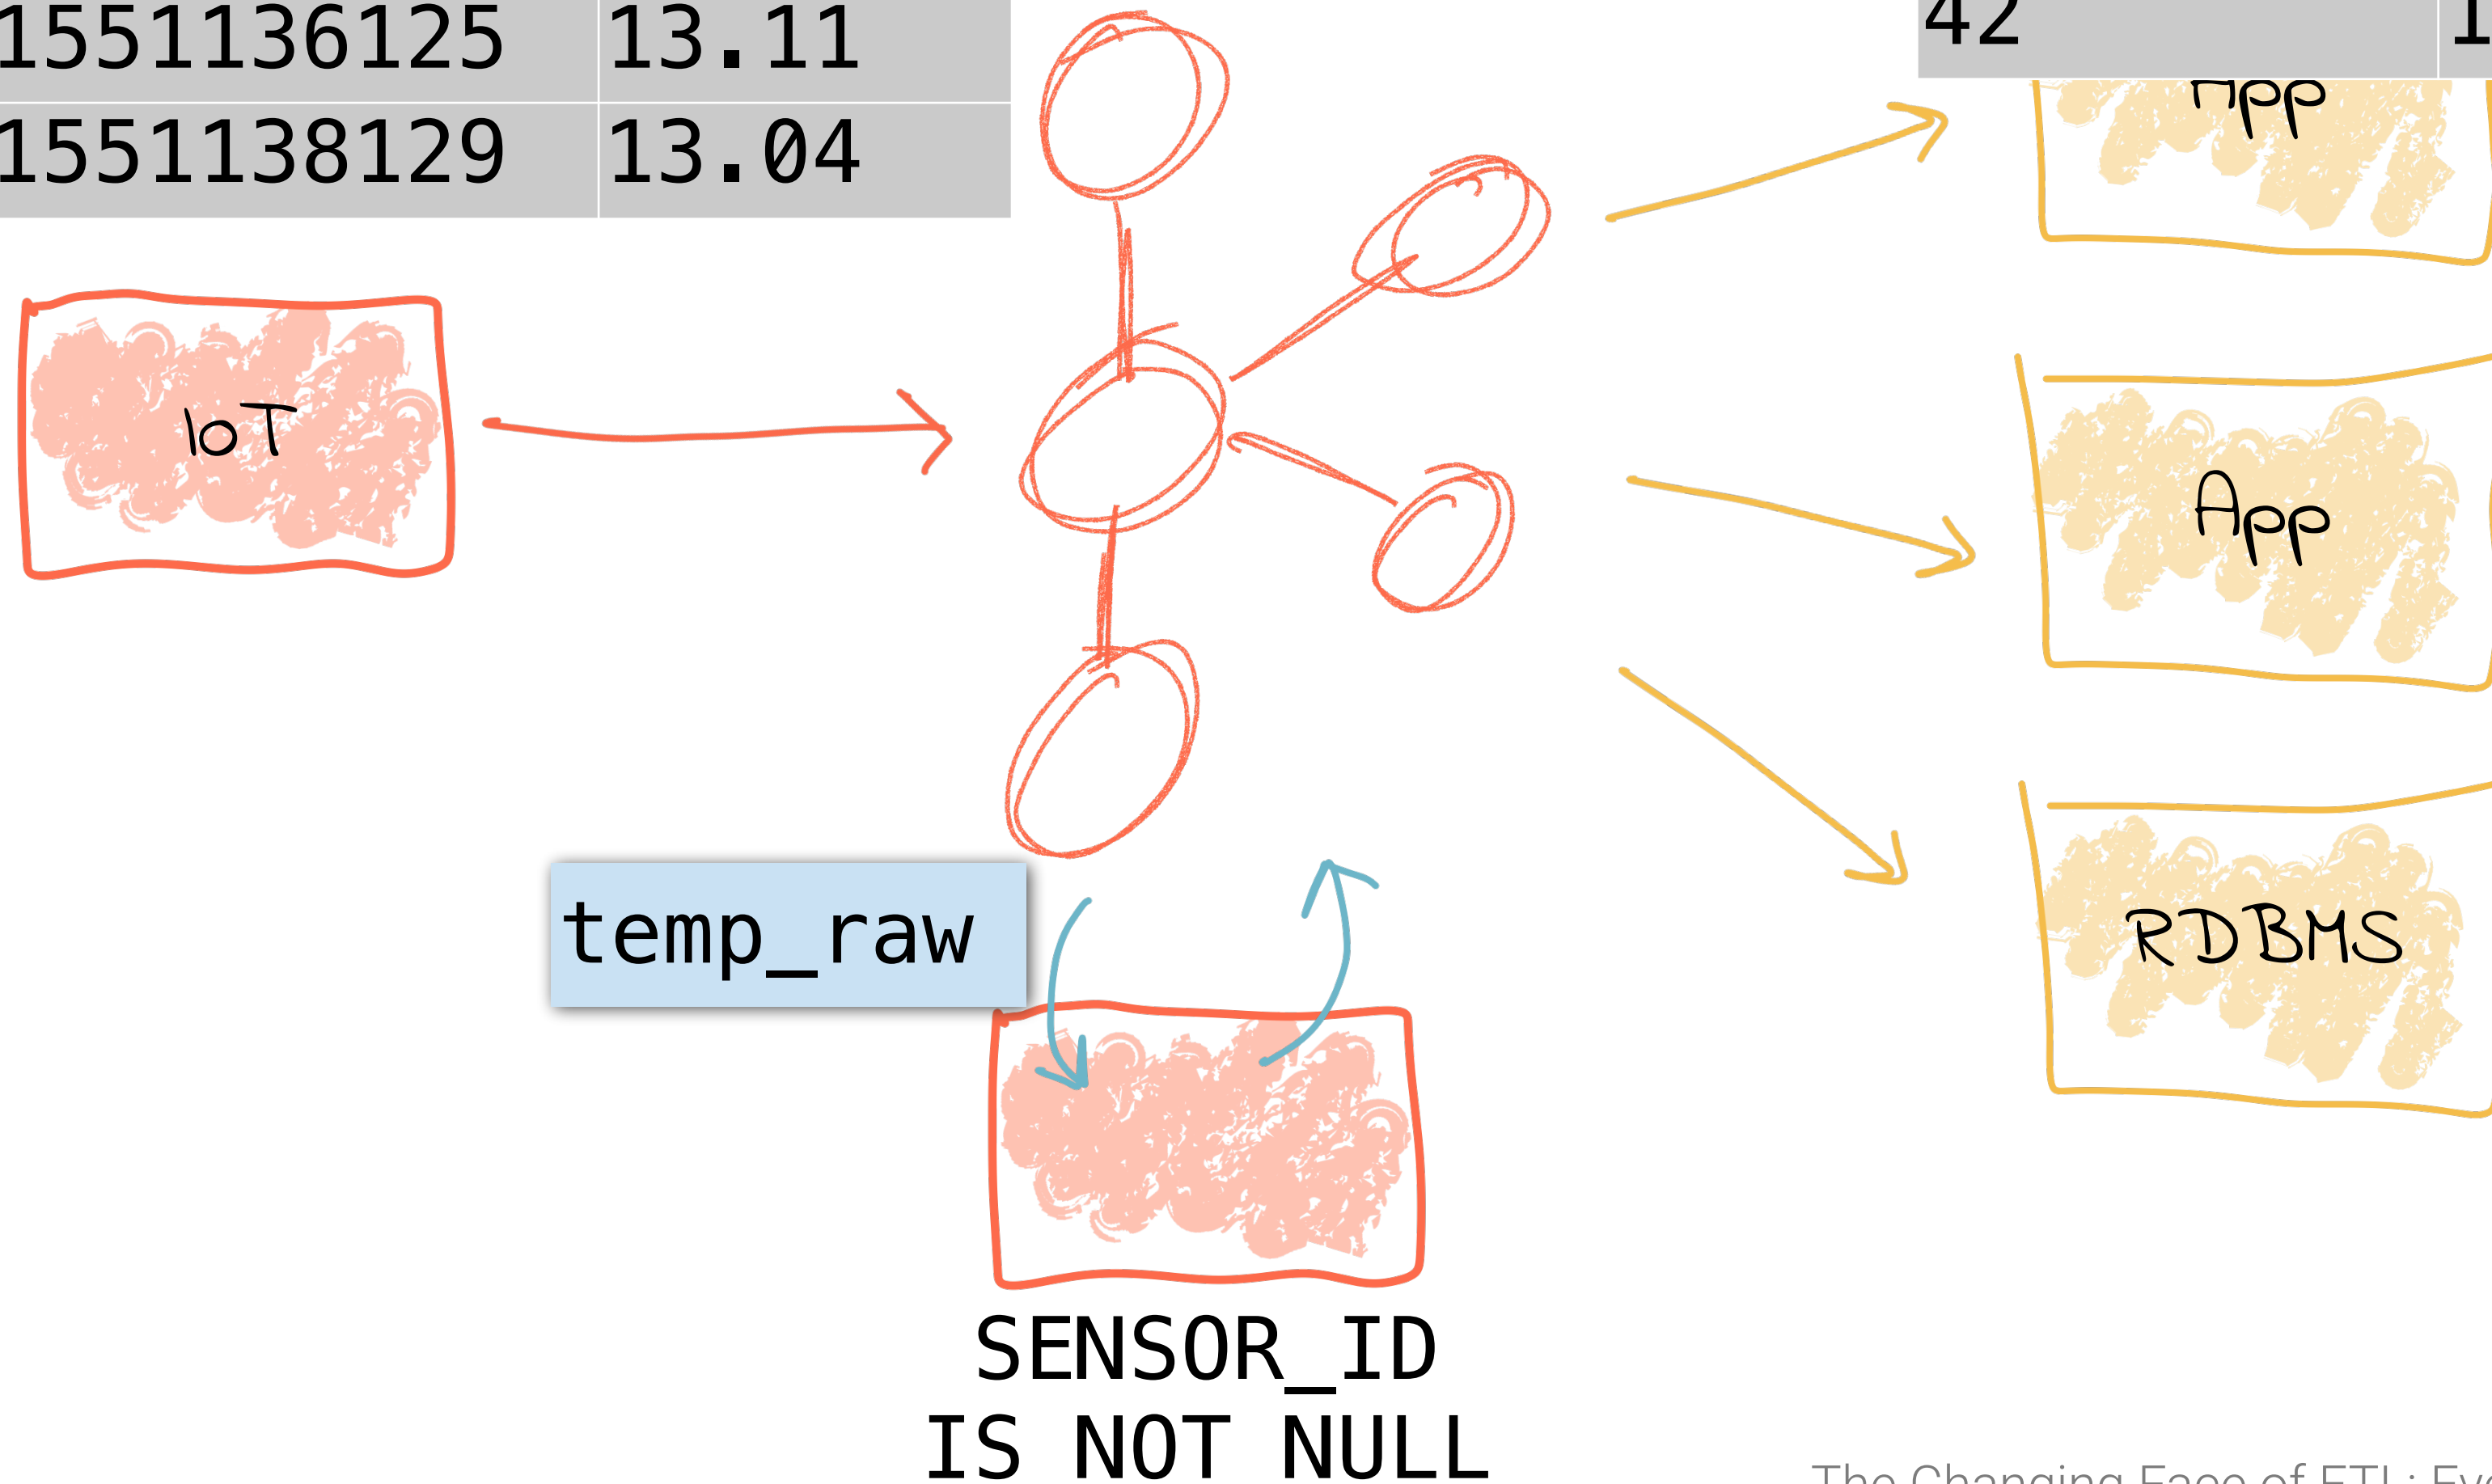 1551136125 13.11
1551138129 13.04
42 1
App
IoT
App
temp_raw
RDBMS
SENSOR_ID
IS NOT NULL
The Changing Face of ETL: Ev